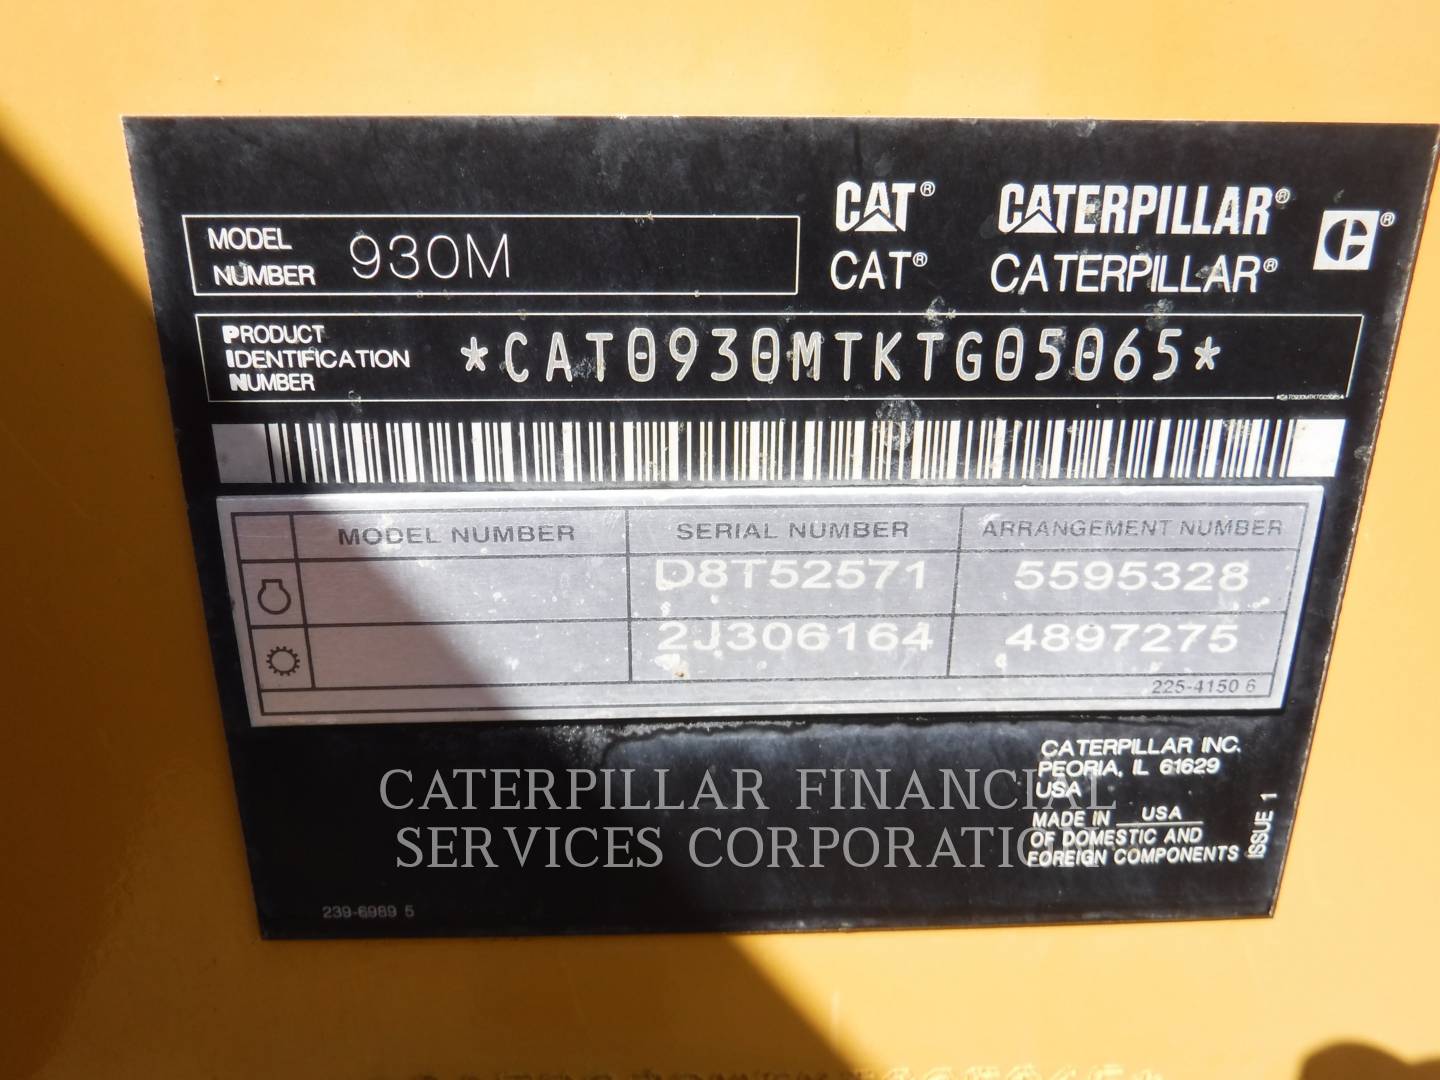 CAT® CATERPILLAR®
CAT® CATERPILLAR®
MODEL
NUMBER 930M
PRODUCT
IDENTIFICATION
NUMBER
*CAT0930MTKTG05065*
*CAT0930MTKTG05065*
MODEL NUMBER SERIAL NUMBER ARRANGEMENT NUMBER
D8T52571 5595328
2J306164 4897275
225-4150 6
CATERPILLAR INC.
PEORIA, IL 61629
USA
MADE IN USA
OF DOMESTIC AND
FOREIGN COMPONENTS
ISSUE 1
239-6989 5
CATERPILLAR FINANCIAL
SERVICES CORPORATION